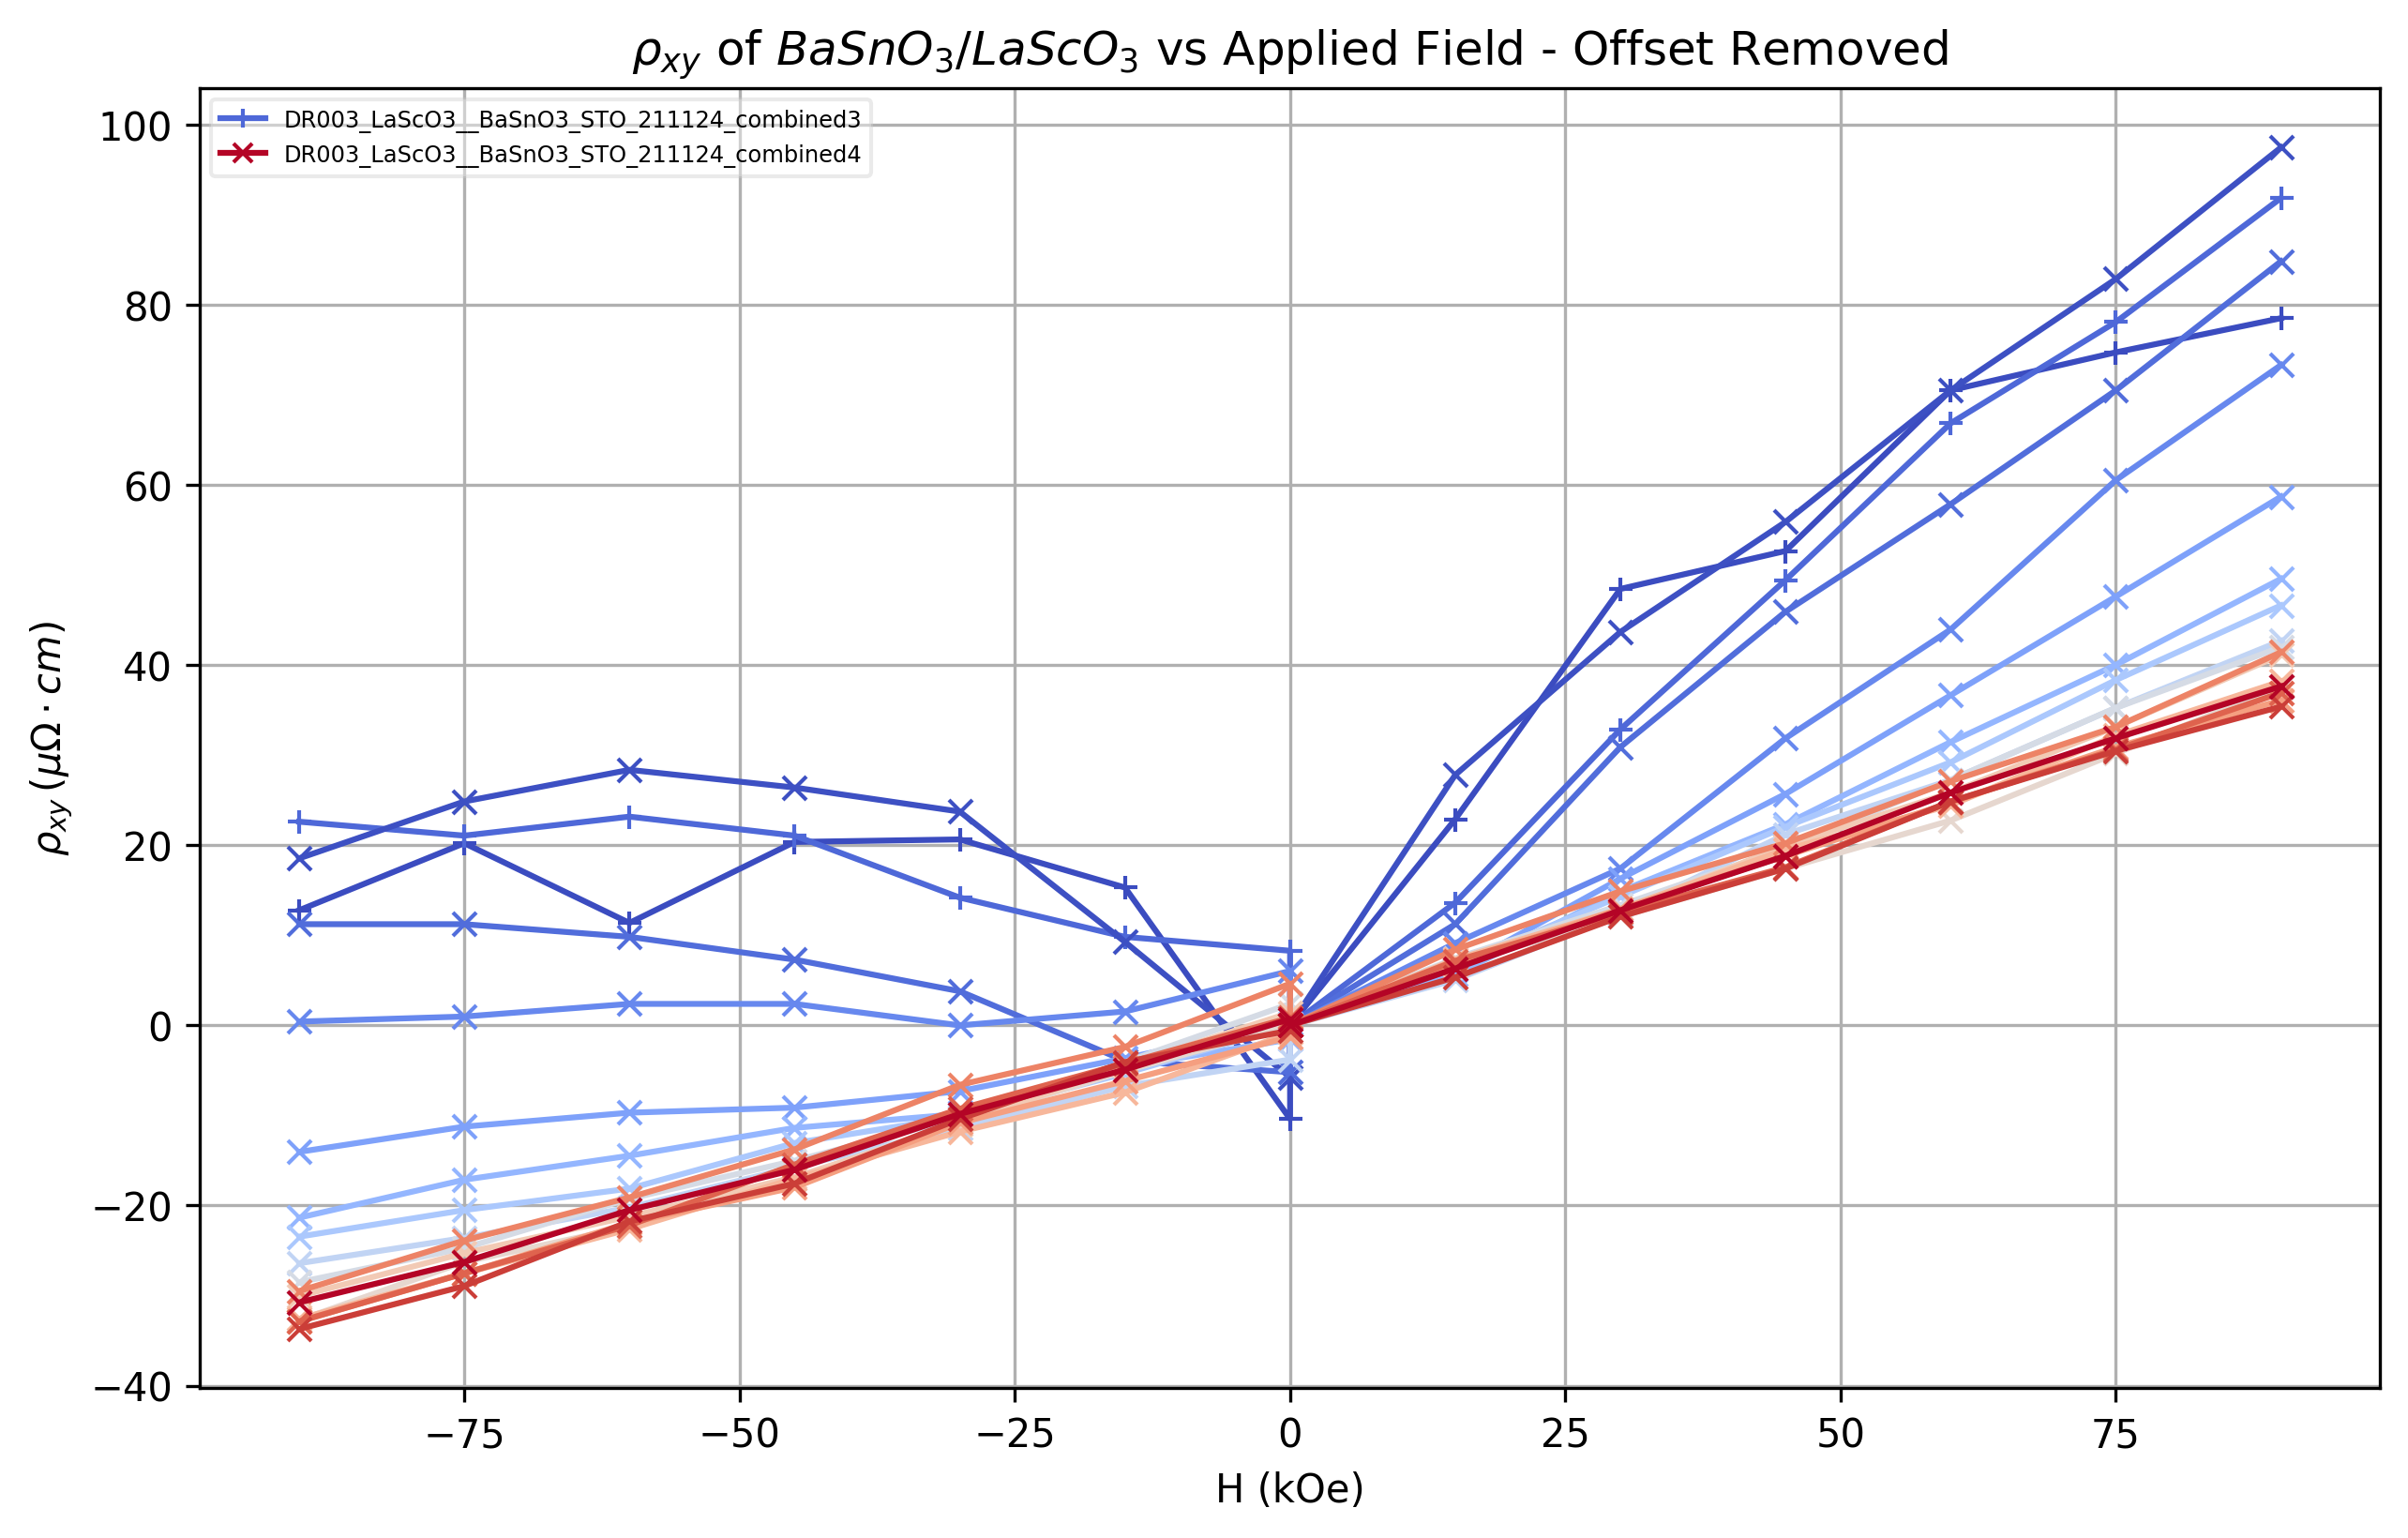 ρxy of BaSnO3/LaScO3 vs Applied Field - Offset Removed
DR003_LaScO3__BaSnO3_STO_211124_combined3
DR003_LaScO3__BaSnO3_STO_211124_combined4
100
80
60
40
20
0
−20
−40
ρxy (μΩ · cm)
−75 −50 −25 0 25 50 75
H (kOe)